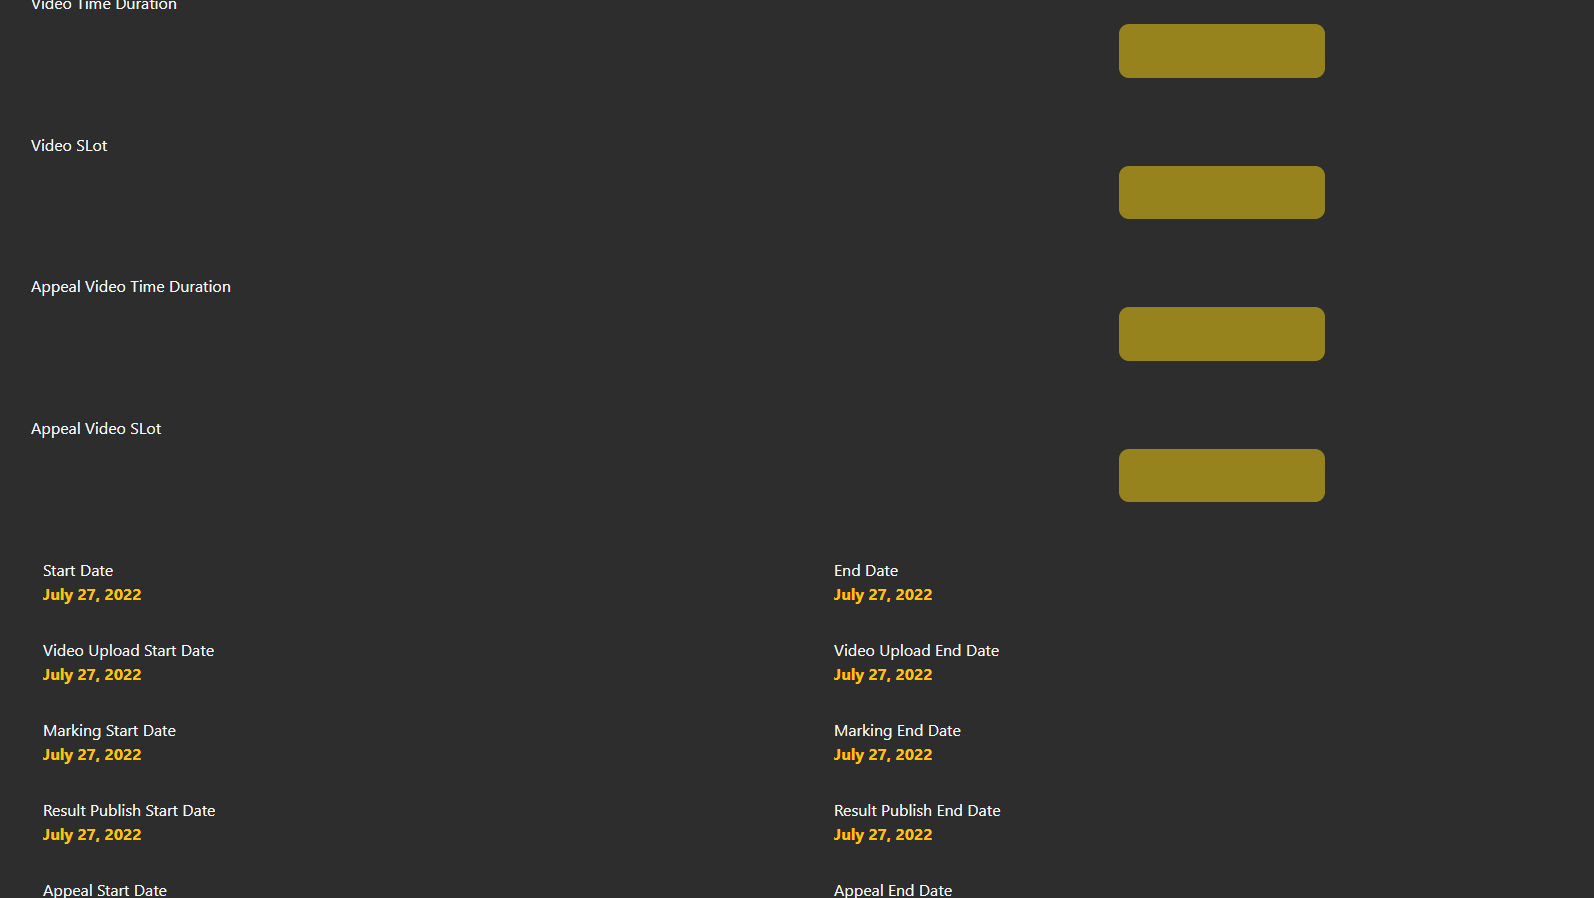 Video Time Duration
Video SLot
Appeal Video Time Duration
Appeal Video SLot
Start Date
July 27, 2022
End Date
July 27, 2022
Video Upload Start Date
July 27, 2022
Video Upload End Date
July 27, 2022
Marking Start Date
July 27, 2022
Marking End Date
July 27, 2022
Result Publish Start Date
July 27, 2022
Result Publish End Date
July 27, 2022
Appeal Start Date
Appeal End Date